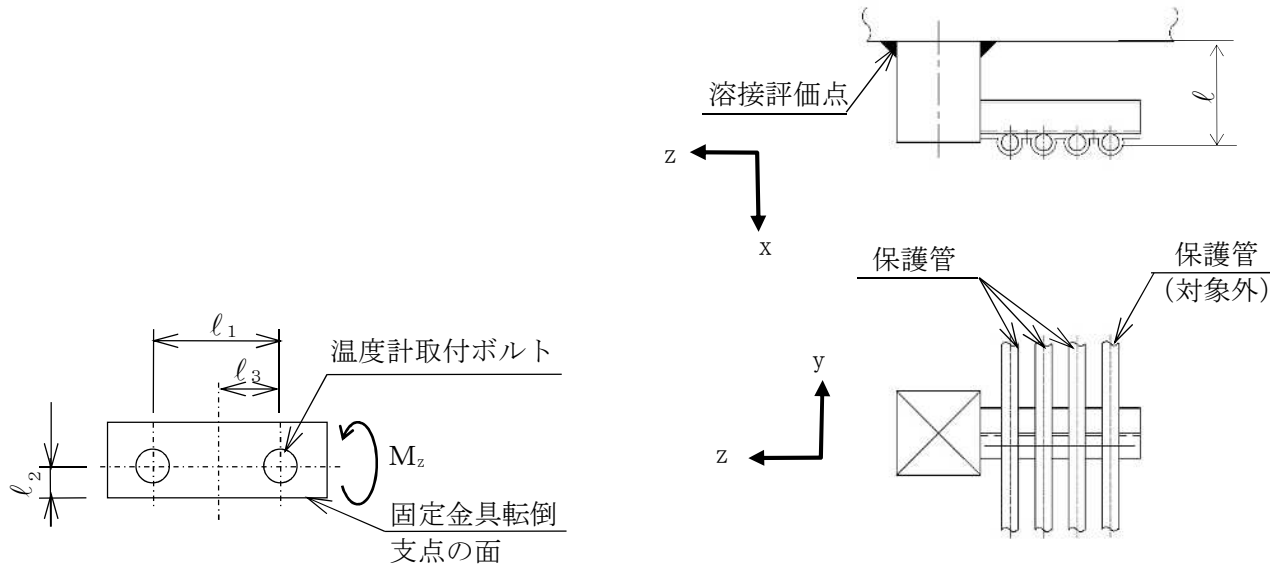 溶接評価点
ℓ
z
x
保護管
保護管
(対象外)
y
z
ℓ1
温度計取付ボルト
ℓ3
Mz
ℓ2
固定金具転倒
支点の面